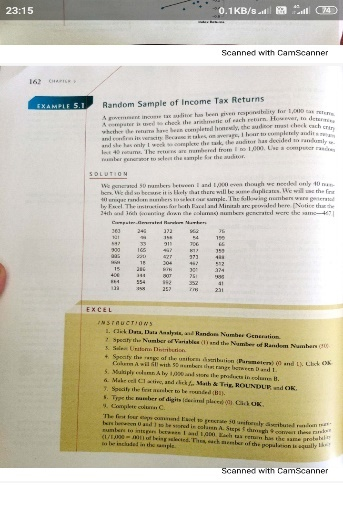 23:15
0.1KB/s
74
Scanned with CamScanner
162 CHAPTER 5
EXAMPLE 5.1 Random Sample of Income Tax Returns
A government income tax auditor has been given responsibility for 1,000 tax returns.
A computer is used to check the arithmetic of each return. However, to determine
whether the returns have been completed honestly, the auditor must check each entry
and confirm its veracity. Because it takes, on average, 1 hour to completely audit a return
and she has only 1 week to complete the task, the auditor has decided to randomly se-
lect 40 returns. The returns are numbered from 1 to 1,000. Use a computer random
number generator to select the sample for the auditor.
SOLUTION
We generated 50 numbers between 1 and 1,000 even though we needed only 40 num-
bers. We did so because it is likely that there will be some duplicates. We will use the first
40 unique random numbers to select our sample. The following numbers were generated
by Excel. The instructions for both Excel and Minitab are provided here. [Notice that the
24th and 36th (counting down the columns) numbers generated were the same—467.]
Computer-Generated Random Numbers
383 246 372 952 75
101 46 356 54 199
597 33 911 706 65
900 165 467 817 359
885 220 427 973 488
959 18 304 467 512
15 286 976 301 374
408 344 807 751 986
864 554 992 352 41
139 358 257 776 231
EXCEL
INSTRUCTIONS
1. Click Data, Data Analysis, and Random Number Generation.
2. Specify the Number of Variables (1) and the Number of Random Numbers (50).
3. Select Uniform Distribution.
4. Specify the range of the uniform distribution (Parameters) (0 and 1). Click OK.
Column A will fill with 50 numbers that range between 0 and 1.
5. Multiply column A by 1,000 and store the products in column B.
6. Make cell C1 active, and click fx, Math & Trig, ROUNDUP, and OK.
7. Specify the first number to be rounded (B1).
8. Type the number of digits (decimal places) (0). Click OK.
9. Complete column C.
The first four steps command Excel to generate 50 uniformly distributed random num-
bers between 0 and 1 to be stored in column A. Steps 5 through 9 convert these random
numbers to integers between 1 and 1,000. Each tax return has the same probability
(1/1,000 = .001) of being selected. Thus, each member of the population is equally likely
to be included in the sample.
Scanned with CamScanner